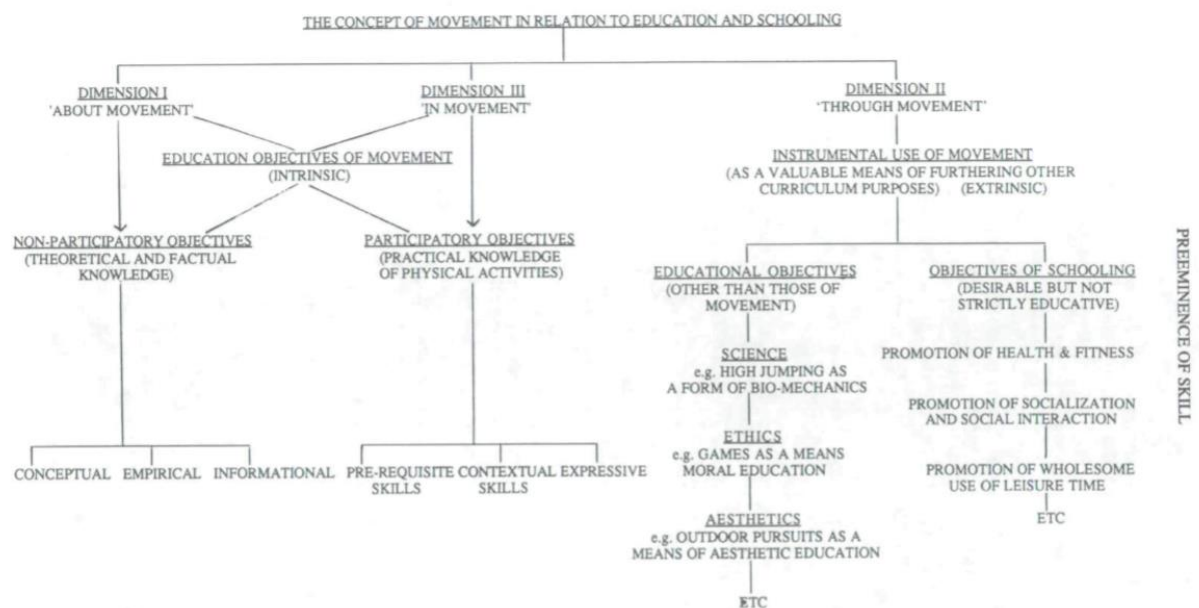 THE CONCEPT OF MOVEMENT IN RELATION TO EDUCATION AND SCHOOLING
DIMENSION I
'ABOUT MOVEMENT'
DIMENSION III
'IN MOVEMENT'
DIMENSION II
'THROUGH MOVEMENT'
EDUCATION OBJECTIVES OF MOVEMENT
(INTRINSIC)
INSTRUMENTAL USE OF MOVEMENT
(AS A VALUABLE MEANS OF FURTHERING OTHER
CURRICULUM PURPOSES) (EXTRINSIC)
NON-PARTICIPATORY OBJECTIVES
(THEORETICAL AND FACTUAL
KNOWLEDGE)
PARTICIPATORY OBJECTIVES
(PRACTICAL KNOWLEDGE
OF PHYSICAL ACTIVITIES)
EDUCATIONAL OBJECTIVES
(OTHER THAN THOSE OF
MOVEMENT)
OBJECTIVES OF SCHOOLING
(DESIRABLE BUT NOT
STRICTLY EDUCATIVE)
SCIENCE
e.g. HIGH JUMPING AS
A FORM OF BIO-MECHANICS
PROMOTION OF HEALTH & FITNESS
PROMOTION OF SOCIALIZATION
AND SOCIAL INTERACTION
ETHICS
e.g. GAMES AS A MEANS
MORAL EDUCATION
PROMOTION OF WHOLESOME
USE OF LEISURE TIME
ETC
CONCEPTUAL EMPIRICAL INFORMATIONAL
PRE-REQUISITE CONTEXTUAL EXPRESSIVE
SKILLS SKILLS
AESTHETICS
e.g. OUTDOOR PURSUITS AS A
MEANS OF AESTHETIC EDUCATION
ETC
PREEMINENCE OF SKILL